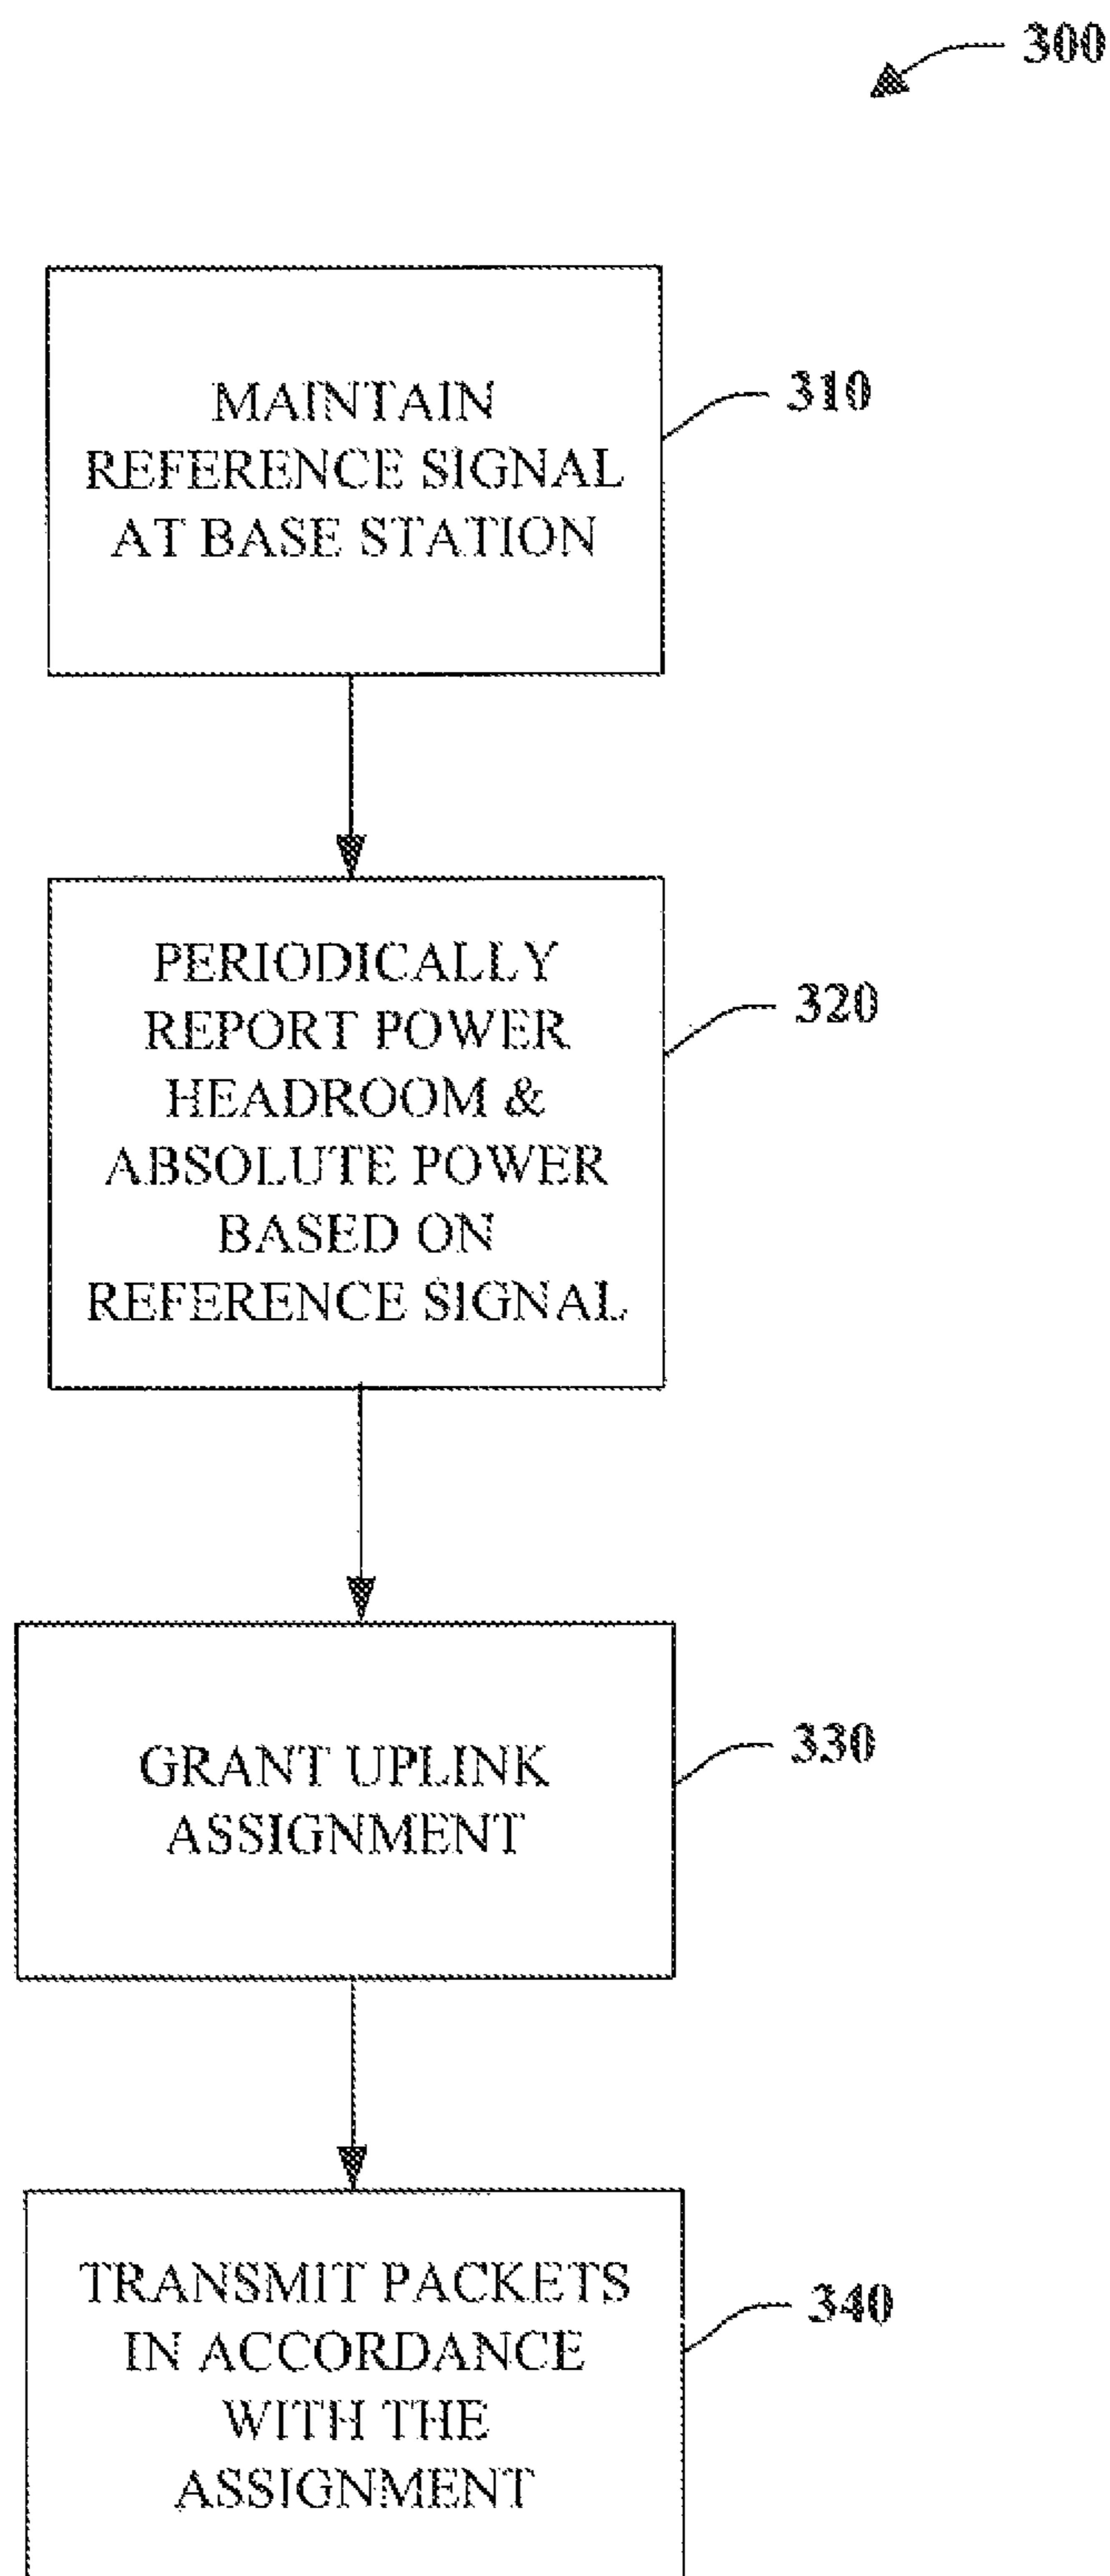 300
MAINTAIN
REFERENCE SIGNAL
AT BASE STATION
310
PERIODICALLY
REPORT POWER
HEADROOM &
ABSOLUTE POWER
BASED ON
REFERENCE SIGNAL
320
GRANT UPLINK
ASSIGNMENT
330
TRANSMIT PACKETS
IN ACCORDANCE
WITH THE
ASSIGNMENT
340